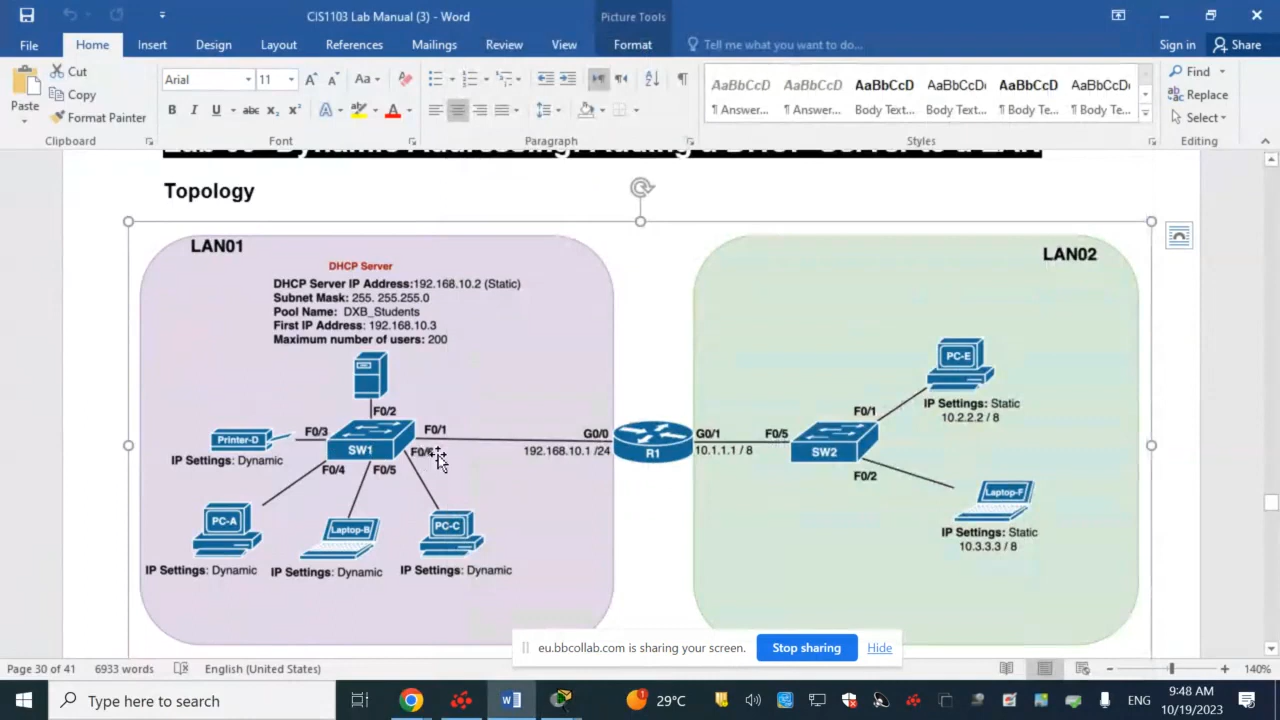 CIS1103 Lab Manual (3) - Word
Picture Tools
File
Home
Insert
Design
Layout
References
Mailings
Review
View
Format
Tell me what you want to do...
Sign in
Share
Paste
Cut
Copy
Format Painter
Clipboard
Arial
11
Font
Paragraph
AaBbCcD
AaBbCcD
AaBbCcD
AaBbCcD(
AaBbCcD
AaBbCcD(
¶ Answer...
¶ Answer...
Body Text...
Body Text...
¶ Body Te...
¶ Body Te...
Styles
Find
Replace
Select
Editing
Topology
LAN01
DHCP Server
DHCP Server IP Address:192.168.10.2 (Static)
Subnet Mask: 255. 255.255.0
Pool Name: DXB_Students
First IP Address: 192.168.10.3
Maximum number of users: 200
F0/2
F0/3
F0/1
Printer-D
SW1
IP Settings: Dynamic
F0/4
F0/5
G0/0
192.168.10.1 /24
R1
G0/1
10.1.1.1 / 8
PC-A
Laptop-B
PC-C
IP Settings: Dynamic
IP Settings: Dynamic
IP Settings: Dynamic
LAN02
PC-E
IP Settings: Static
10.2.2.2 / 8
F0/1
F0/5
SW2
F0/2
Laptop-F
IP Settings: Static
10.3.3.3 / 8
eu.bbcollab.com is sharing your screen.
Stop sharing
Hide
Page 30 of 41
6933 words
English (United States)
140%
Type here to search
29°C
ENG
9:48 AM
10/19/2023